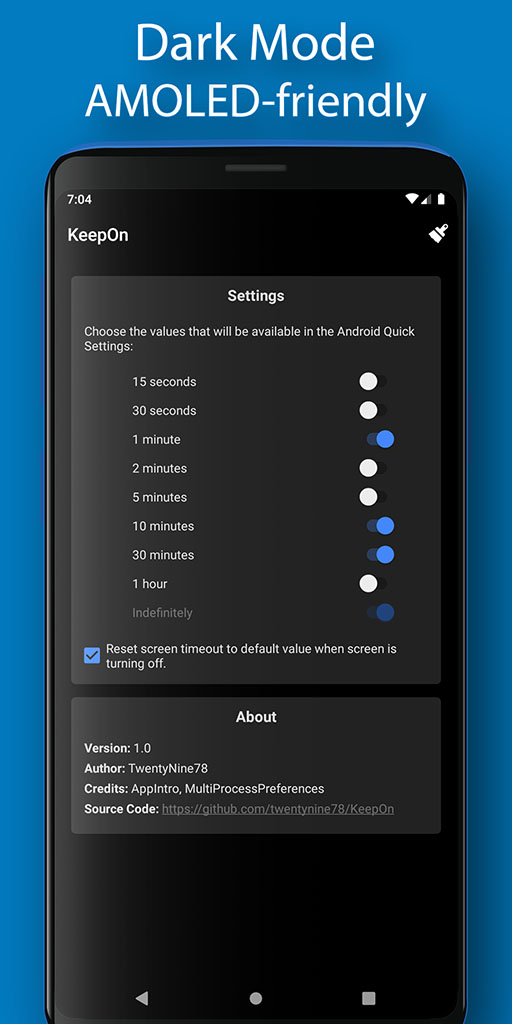 Dark Mode
AMOLED-friendly
7:04
KeepOn
Settings
Choose the values that will be available in the Android Quick
Settings:
15 seconds
30 seconds
1 minute
2 minutes
5 minutes
10 minutes
30 minutes
1 hour
Indefinitely
Reset screen timeout to default value when screen is
turning off.
About
Version: 1.0
Author: TwentyNine78
Credits: AppIntro, MultiProcessPreferences
Source Code: https://github.com/twentynine78/KeepOn